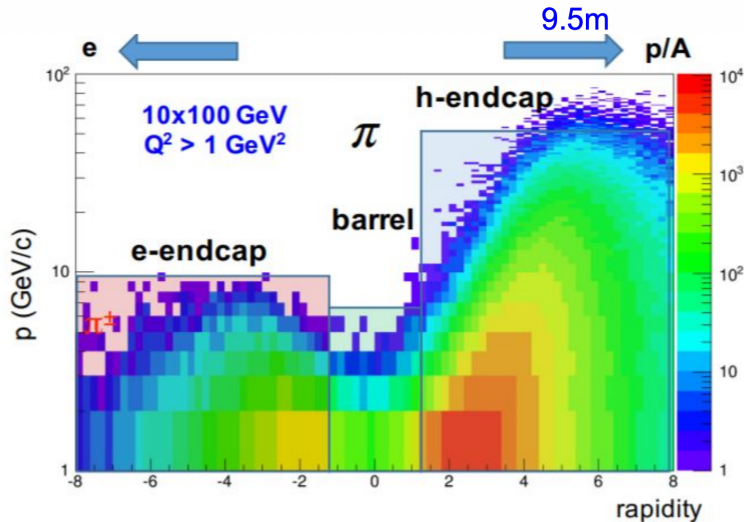 9.5m
e p/A
10² 10⁴
h-endcap
10x100 GeV
Q² > 1 GeV²
π
10³
barrel
p (GeV/c)
e-endcap
10
10²
π±
10
1 1
-8 -6 -4 -2 0 2 4 6 8
rapidity